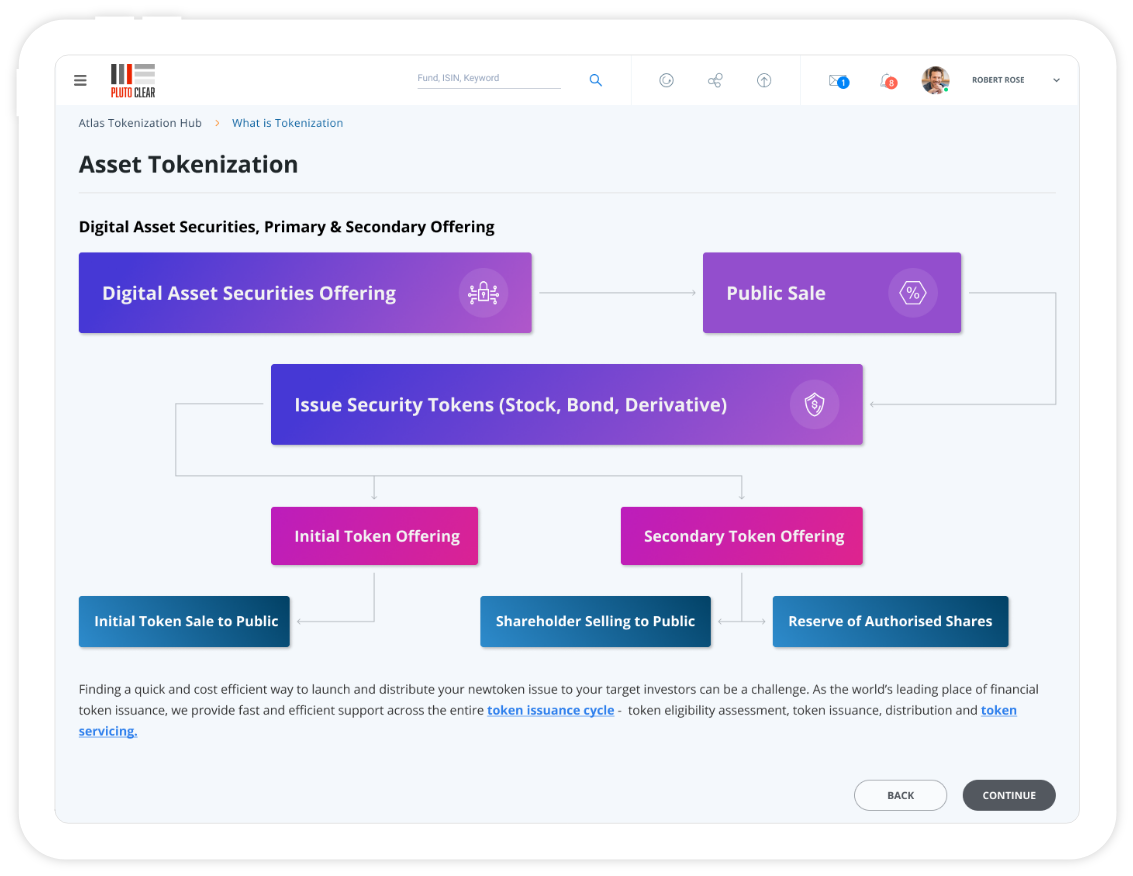 PLUTO CLEAR
Fund, ISIN, Keyword
1
8
ROBERT ROSE
Atlas Tokenization Hub > What is Tokenization
Asset Tokenization
Digital Asset Securities, Primary & Secondary Offering
Digital Asset Securities Offering
Public Sale
%
Issue Security Tokens (Stock, Bond, Derivative)
$
Initial Token Offering
Secondary Token Offering
Initial Token Sale to Public
Shareholder Selling to Public
Reserve of Authorised Shares
Finding a quick and cost efficient way to launch and distribute your newtoken issue to your target investors can be a challenge. As the world’s leading place of financial
token issuance, we provide fast and efficient support across the entire token issuance cycle - token eligibility assessment, token issuance, distribution and token
servicing.
BACK
CONTINUE